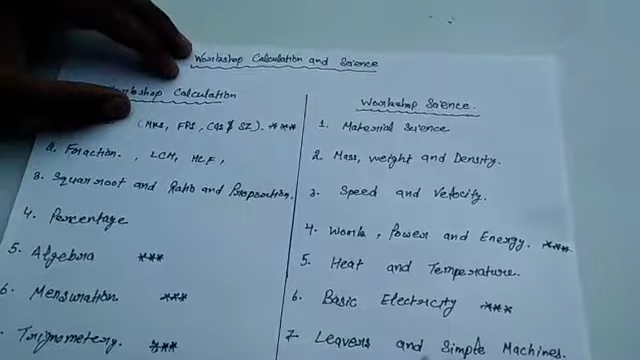 Workshop Calculation and Science
Workshop Calculation
(MKS, FPS, CGS & SI). ***
2. Fraction. , LCM, HCF,
3. Squar root and Ratio and Proportion.
4. Percentage
5. Algebra ***
6. Mensuration. ***
Trignometery. ***
Workshop Science.
1. Material Science
2. Mass, weight and Density.
3. Speed and Velocity.
4. Work , Power and Energy. ***
5. Heat and Temperature.
6. Basic Electricity ***
7. Leavers and Simple Machines.